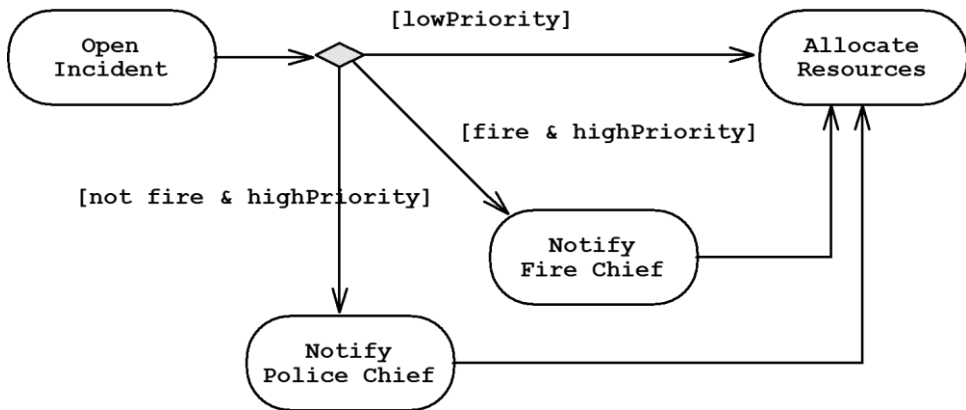 [lowPriority]
Open
Incident
Allocate
Resources
[fire & highPriority]
[not fire & highPriority]
Notify
Fire Chief
Notify
Police Chief